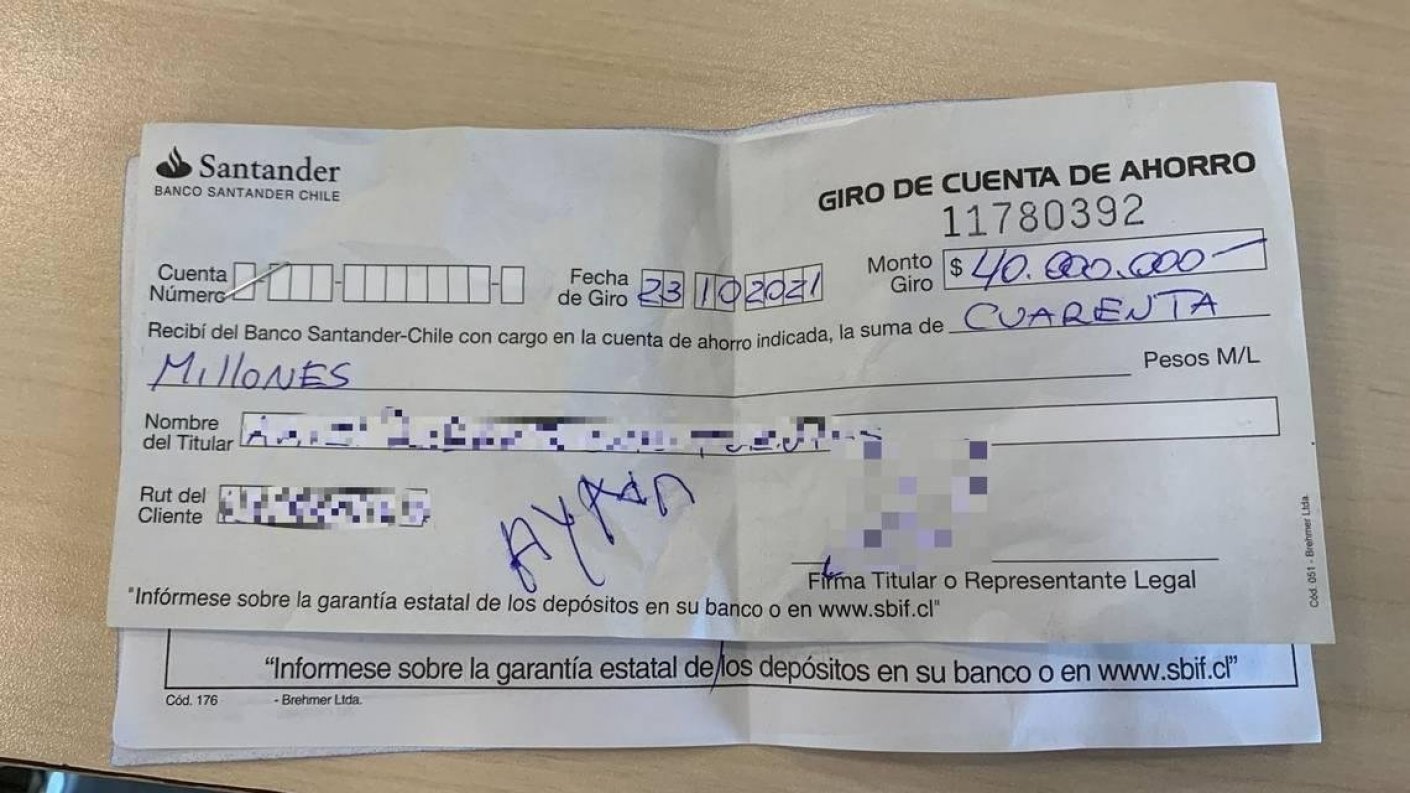 Santander
BANCO SANTANDER CHILE
GIRO DE CUENTA DE AHORRO
11780392
Cuenta Número
Fecha de Giro 23 10 2021
Monto Giro $ 40.000.000-
Recibí del Banco Santander-Chile con cargo en la cuenta de ahorro indicada, la suma de CUARENTA
MillONES Pesos M/L
Nombre del Titular
Rut del Cliente
AYUDA
Firma Titular o Representante Legal
"Infórmese sobre la garantía estatal de los depósitos en su banco o en www.sbif.cl"
Cód. 051 - Brehmer Ltda.
"Informese sobre la garantía estatal de los depósitos en su banco o en www.sbif.cl"
Cód. 176 - Brehmer Ltda.